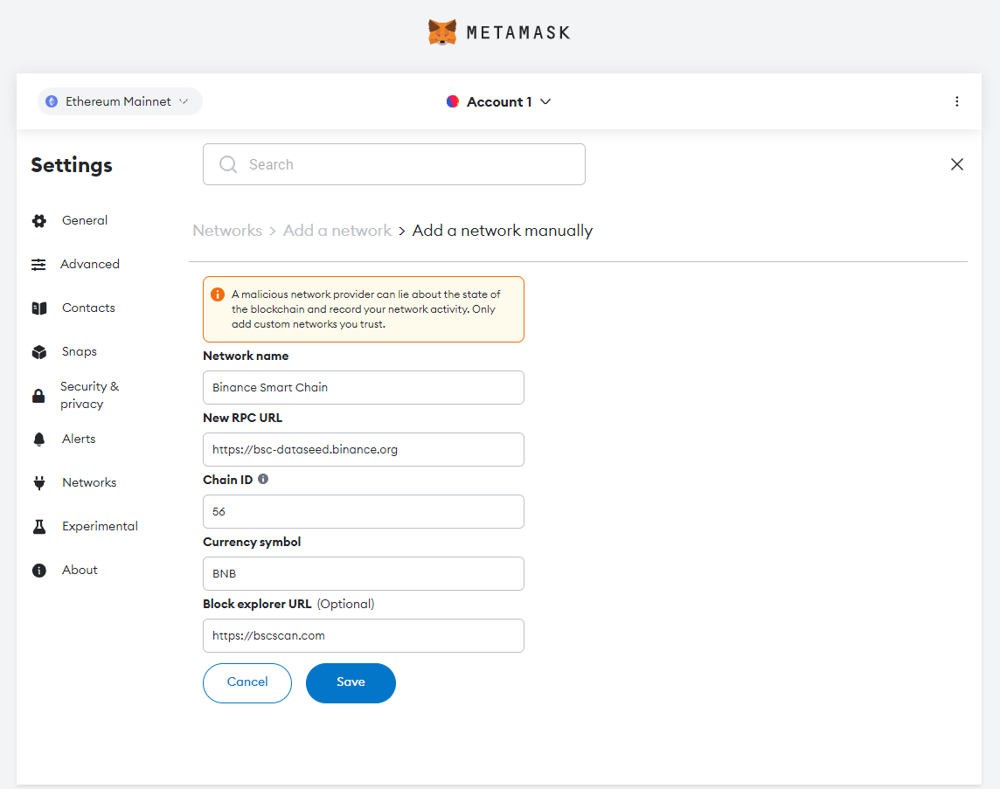 METAMASK
Ethereum Mainnet
Account 1
Settings
Search
General
Advanced
Contacts
Snaps
Security &
privacy
Alerts
Networks
Experimental
About
Networks > Add a network > Add a network manually
A malicious network provider can lie about the state of
the blockchain and record your network activity. Only
add custom networks you trust.
Network name
Binance Smart Chain
New RPC URL
https://bsc-dataseed.binance.org
Chain ID
56
Currency symbol
BNB
Block explorer URL (Optional)
https://bscscan.com
Cancel
Save